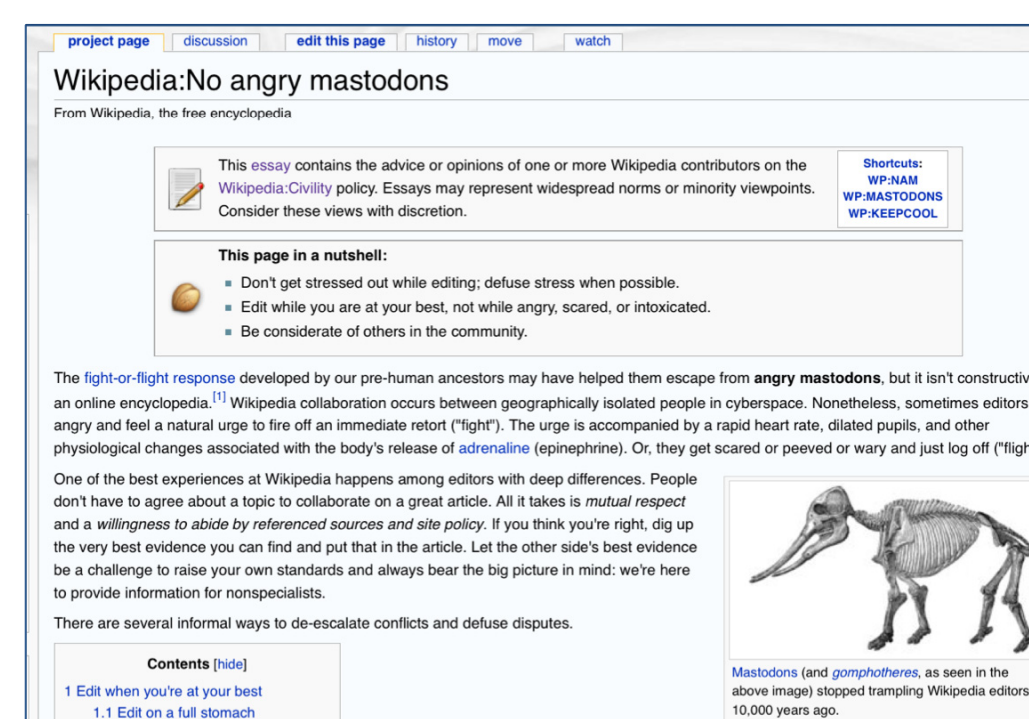 project page discussion edit this page history move watch
Wikipedia:No angry mastodons
From Wikipedia, the free encyclopedia
This essay contains the advice or opinions of one or more Wikipedia contributors on the
Wikipedia:Civility policy. Essays may represent widespread norms or minority viewpoints.
Consider these views with discretion.
Shortcuts:
WP:NAM
WP:MASTODONS
WP:KEEPCOOL
This page in a nutshell:
Don't get stressed out while editing; defuse stress when possible.
Edit while you are at your best, not while angry, scared, or intoxicated.
Be considerate of others in the community.
The fight-or-flight response developed by our pre-human ancestors may have helped them escape from angry mastodons, but it isn't constructiv
an online encyclopedia.[1] Wikipedia collaboration occurs between geographically isolated people in cyberspace. Nonetheless, sometimes editors
angry and feel a natural urge to fire off an immediate retort ("fight"). The urge is accompanied by a rapid heart rate, dilated pupils, and other
physiological changes associated with the body's release of adrenaline (epinephrine). Or, they get scared or peeved or wary and just log off ("fligh
One of the best experiences at Wikipedia happens among editors with deep differences. People
don't have to agree about a topic to collaborate on a great article. All it takes is mutual respect
and a willingness to abide by referenced sources and site policy. If you think you're right, dig up
the very best evidence you can find and put that in the article. Let the other side's best evidence
be a challenge to raise your own standards and always bear the big picture in mind: we're here
to provide information for nonspecialists.
There are several informal ways to de-escalate conflicts and defuse disputes.
Contents [hide]
1 Edit when you're at your best
1.1 Edit on a full stomach
Mastodons (and gomphotheres, as seen in the
above image) stopped trampling Wikipedia editors
10,000 years ago.